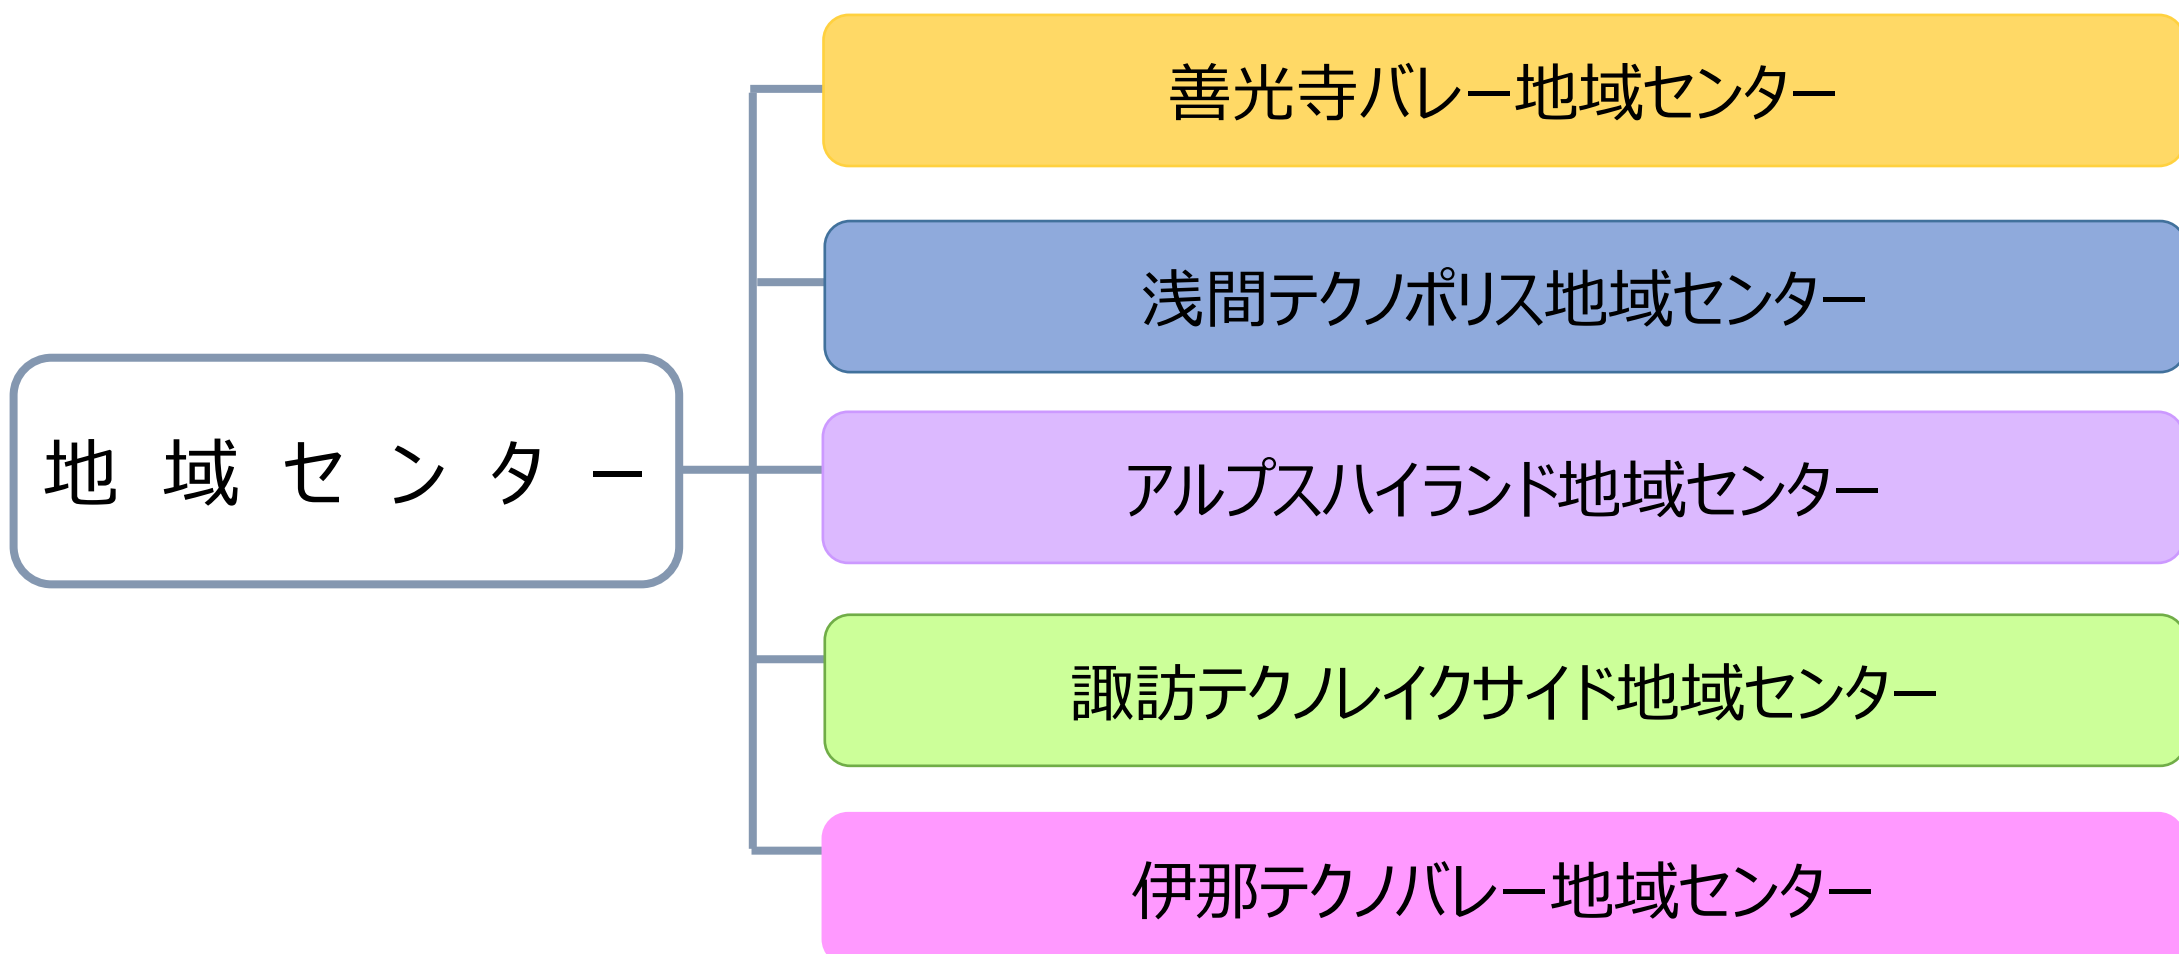 善光寺バレー地域センター
浅間テクノポリス地域センター
地域センター
アルプスハイランド地域センター
諏訪テクノレイクサイド地域センター
伊那テクノバレー地域センター